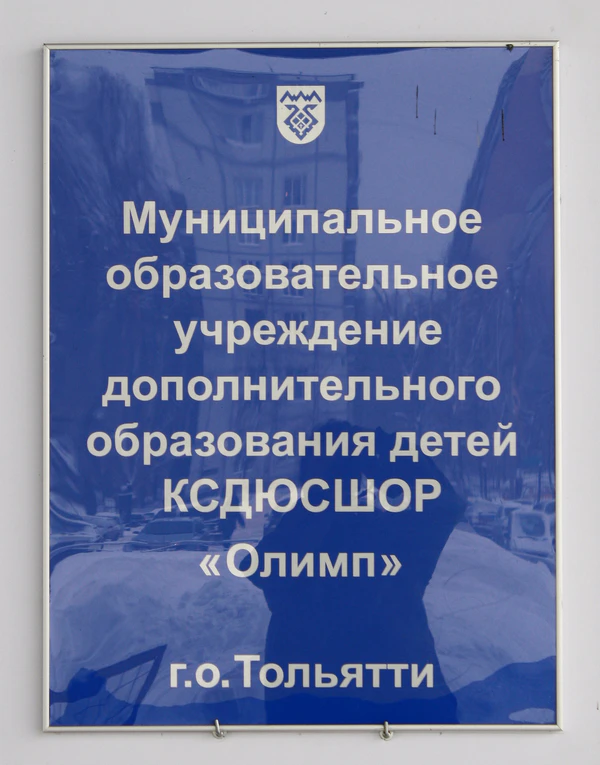 Муниципальное
образовательное
учреждение
дополнительного
образования детей
КСДЮСШОР
«Олимп»
г.о.Тольятти